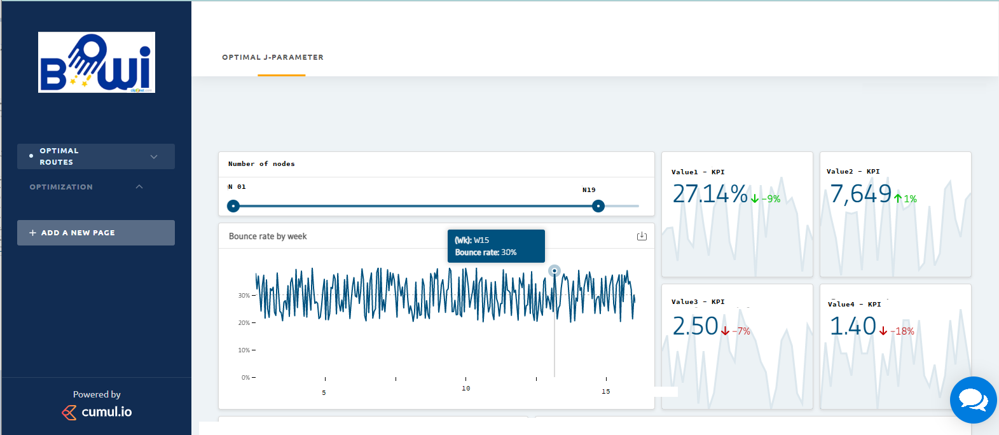 BOWi
OPTIMAL J-PARAMETER
OPTIMAL
ROUTES
OPTIMIZATION
+ ADD A NEW PAGE
Powered by
cumul.io
Number of nodes
N 01
N19
Bounce rate by week
(Wk): W15
Bounce rate: 30%
30%
20%
10%
0%
5
10
15
Value1 - KPI
27.14% -9%
Value2 - KPI
7,649 1%
Value3 - KPI
2.50 -7%
Value4 - KPI
1.40 -18%